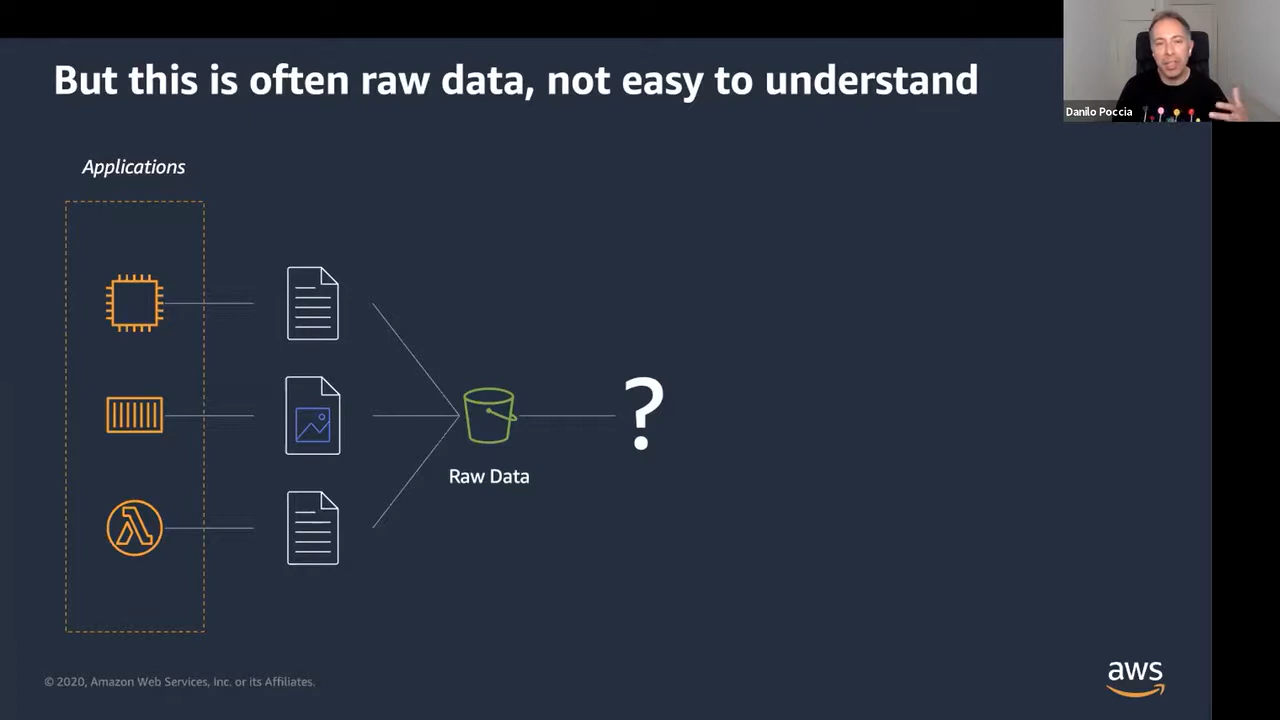 But this is often raw data, not easy to understand
Danilo Poccia
Applications
?
Raw Data
© 2020, Amazon Web Services, Inc. or its Affiliates.
aws